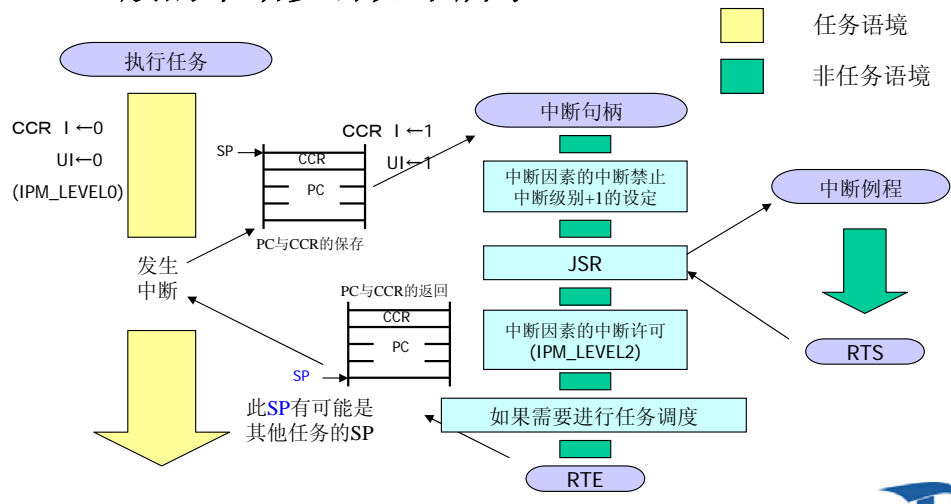 任务语境
非任务语境
执行任务
CCR I ←0
UI←0
(IPM_LEVEL0)
发生
中断
SP
CCR
PC
PC与CCR的保存
CCR I ←1
UI←1
PC与CCR的返回
CCR
PC
SP
此SP有可能是
其他任务的SP
中断句柄
中断因素的中断禁止
中断级别+1的设定
JSR
中断因素的中断许可
(IPM_LEVEL2)
如果需要进行任务调度
RTE
中断例程
RTS